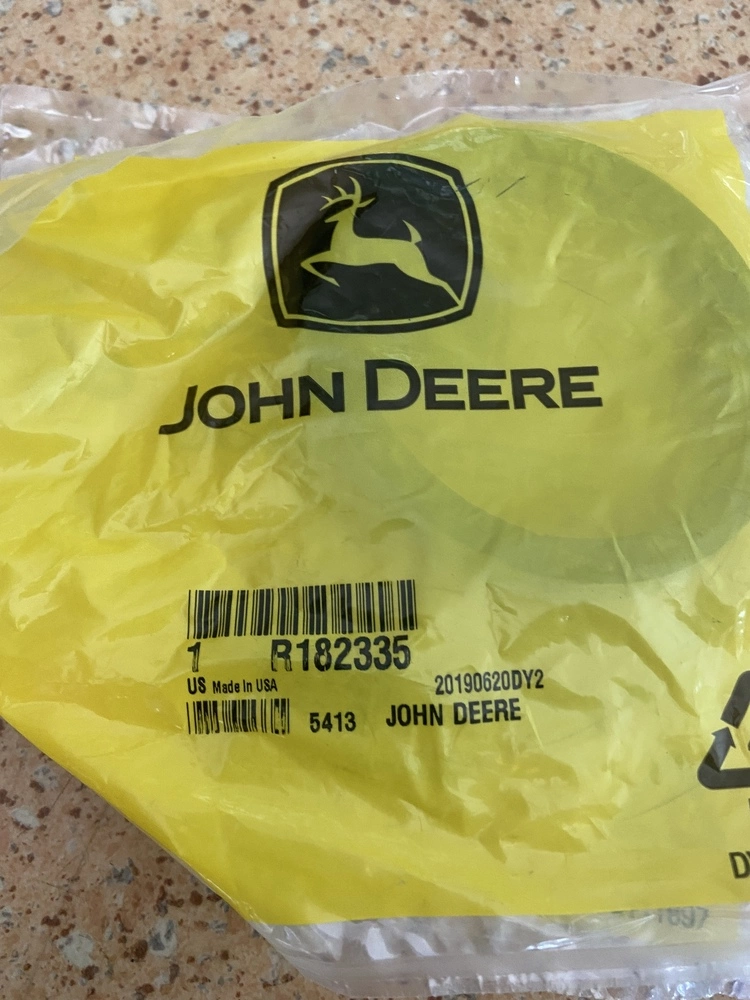 JOHN DEERE
1 R182335
US Made In USA 20190620DY2
5413 JOHN DEERE